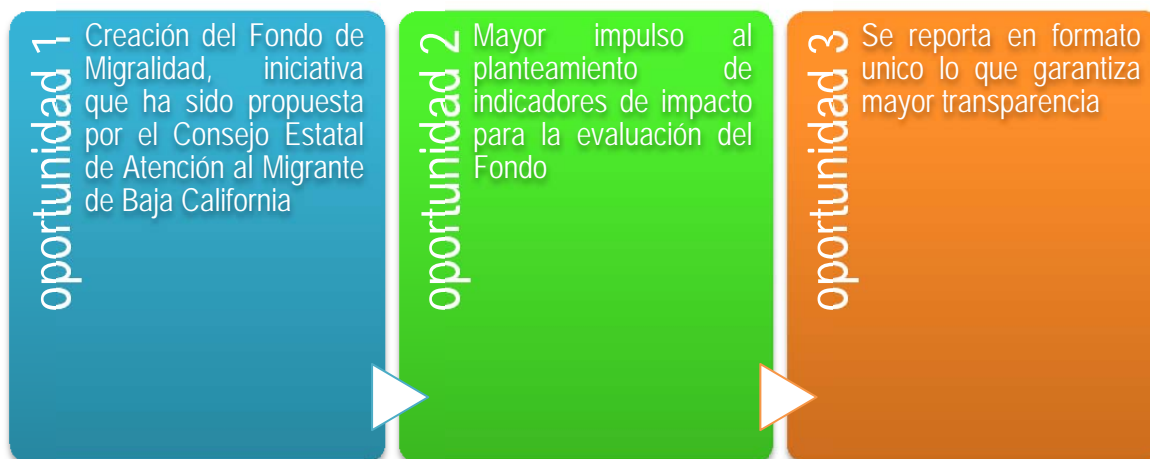 oportunidad 1
Creación del Fondo de
Migralidad, iniciativa
que ha sido propuesta
por el Consejo Estatal
de Atención al Migrante
de Baja California
oportunidad 2
Mayor impulso al
planteamiento de
indicadores de impacto
para la evaluación del
Fondo
oportunidad 3
Se reporta en formato
unico lo que garantiza
mayor transparencia